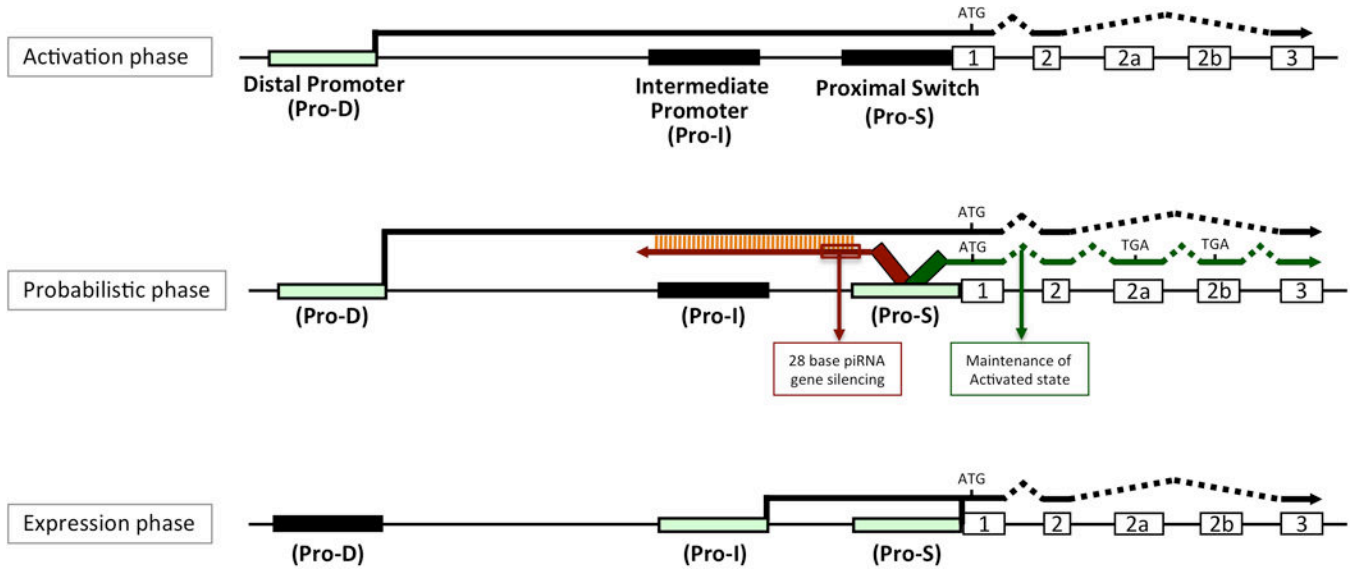 ATG
Activation phase
1 2 2a 2b 3
Distal Promoter
(Pro-D)
Intermediate
Promoter
(Pro-I)
Proximal Switch
(Pro-S)
ATG
ATG TGA TGA
Probabilistic phase
1 2 2a 2b 3
(Pro-D) (Pro-I) (Pro-S)
28 base piRNA
gene silencing
Maintenance of
Activated state
ATG
Expression phase
1 2 2a 2b 3
(Pro-D) (Pro-I) (Pro-S)